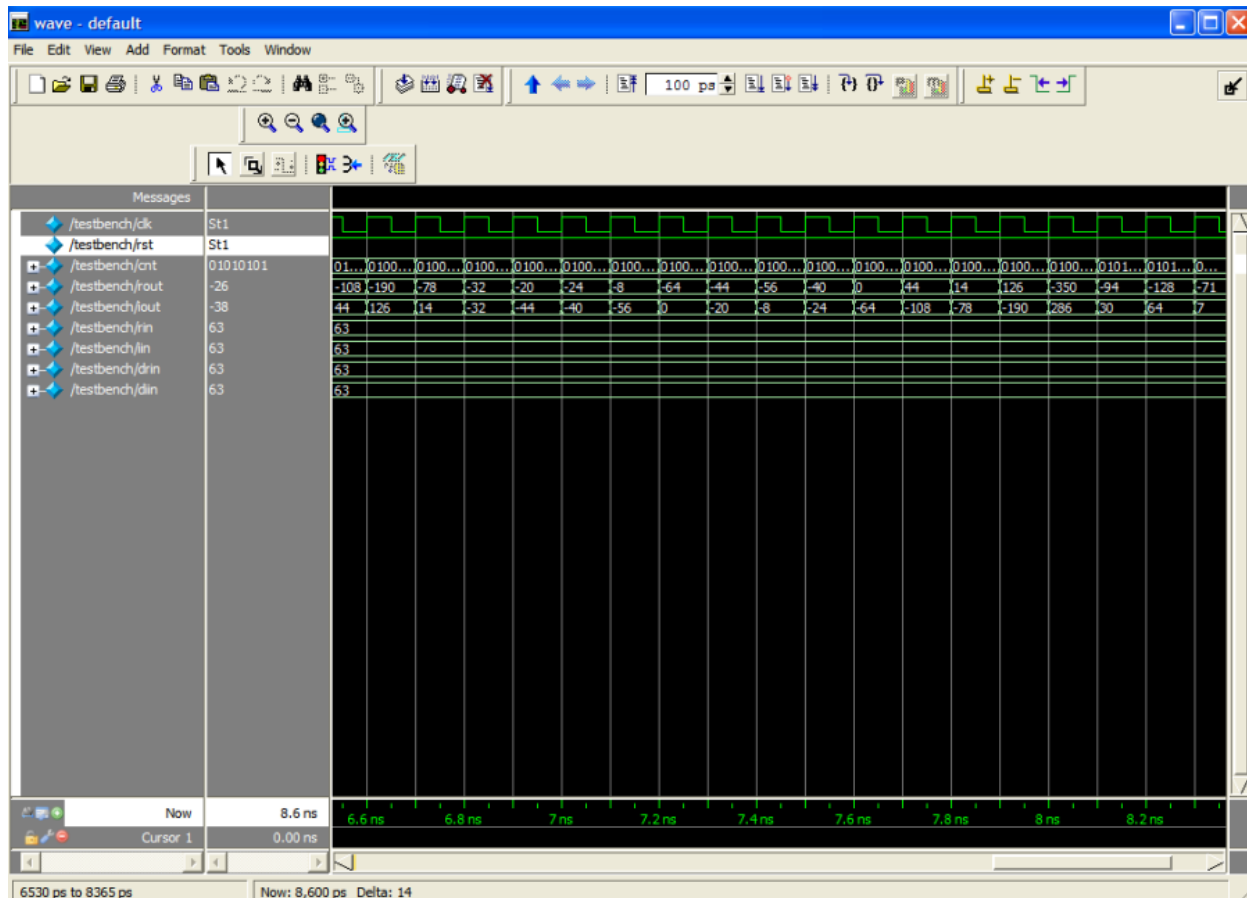 wave - default
File Edit View Add Format Tools Window
100 ps
Messages
/testbench/clk St1
/testbench/rst St1
/testbench/cnt 01010101 01... 0100... 0100... 0100... 0100... 0100... 0100... 0100... 0100... 0100... 0100... 0100... 0100... 0100... 0100... 0101... 0101... 0...
/testbench/rout -26 -108 -190 -78 -32 -20 -24 -8 -64 -44 -56 -40 0 44 14 126 -350 -94 -128 -71
/testbench/iout -38 44 126 14 -32 -44 -40 -56 0 -20 -8 -24 -64 -108 -78 -190 286 30 64 7
/testbench/rin 63 63
/testbench/iin 63 63
/testbench/drin 63 63
/testbench/diin 63 63
Now 8.6 ns 6.6 ns 6.8 ns 7 ns 7.2 ns 7.4 ns 7.6 ns 7.8 ns 8 ns 8.2 ns
Cursor 1 0.00 ns
6530 ps to 8365 ps Now: 8,600 ps Delta: 14